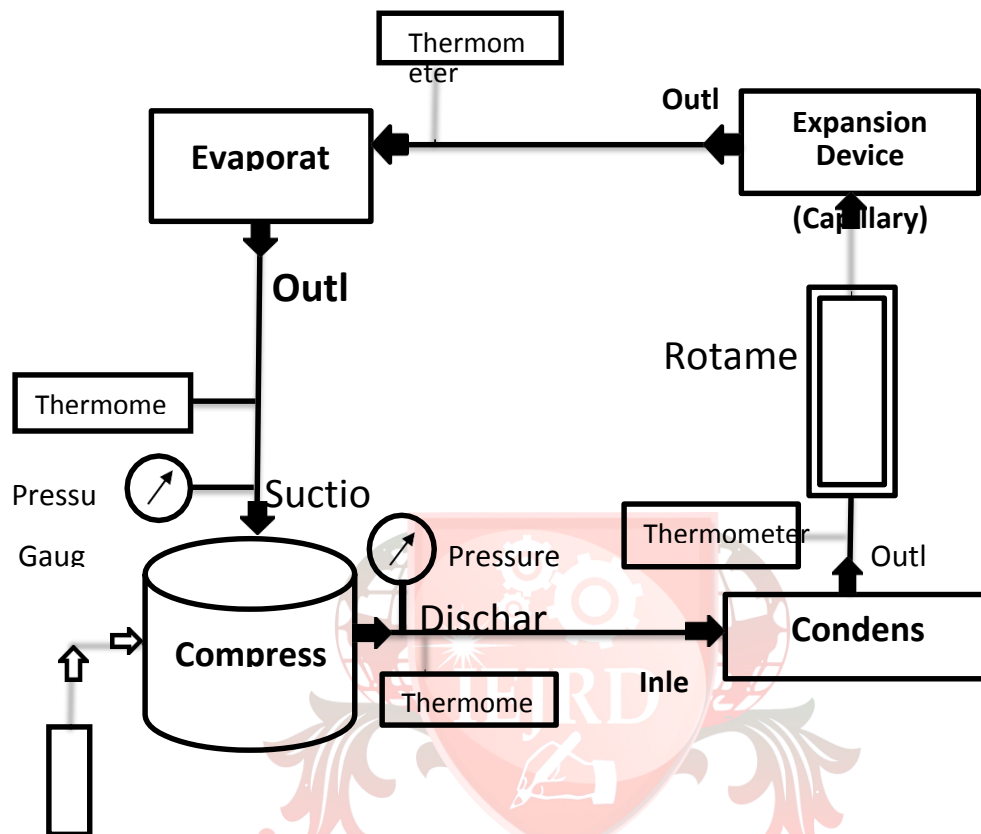 Thermom
eter
Outl
Expansion
Device
(Capillary)
Evaporat
Outl
Rotame
Thermome
Pressu
Gaug
Suctio
Pressure
Thermometer
Outl
Dischar
Compress
Condens
Inle
Thermome
IEJRD